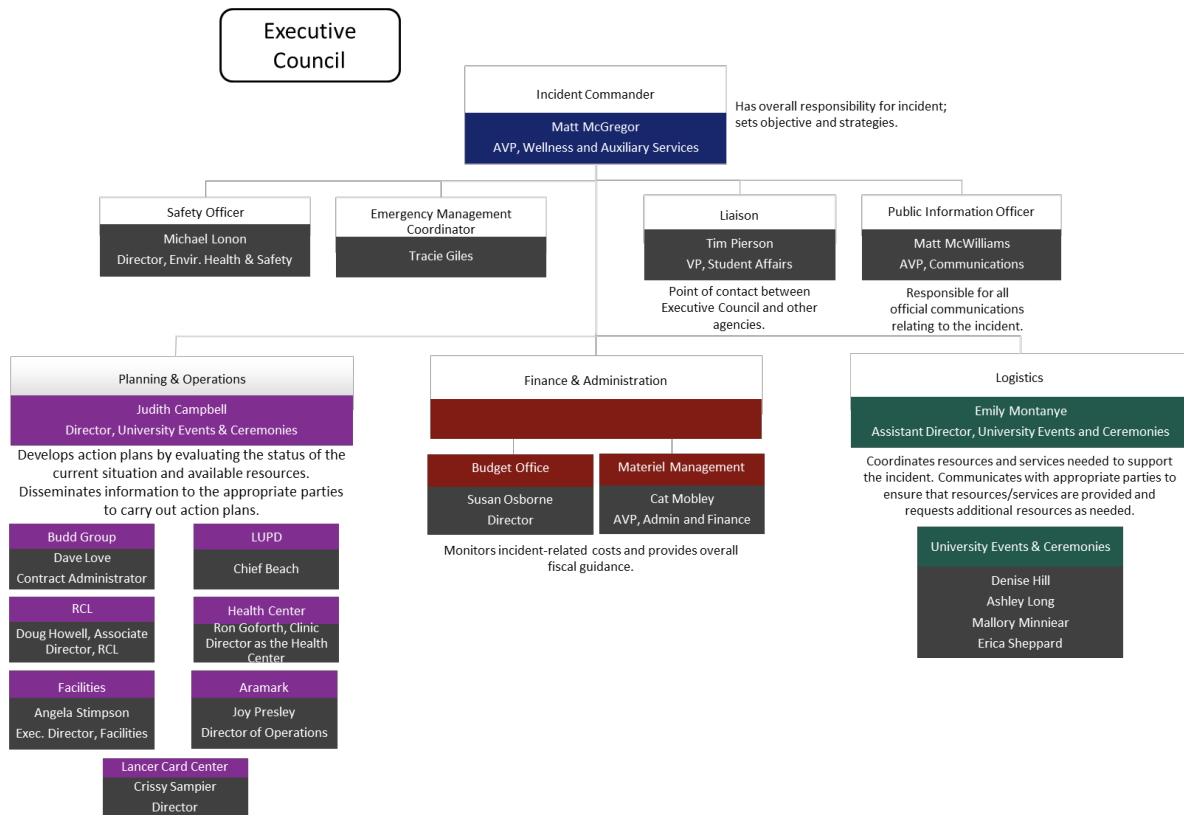 Executive
Council
Incident Commander
Matt McGregor
AVP, Wellness and Auxiliary Services
Has overall responsibility for incident;
sets objective and strategies.
Safety Officer
Michael Lonon
Director, Envir. Health & Safety
Emergency Management
Coordinator
Tracie Giles
Liaison
Tim Pierson
VP, Student Affairs
Point of contact between
Executive Council and other
agencies.
Public Information Officer
Matt McWilliams
AVP, Communications
Responsible for all
official communications
relating to the incident.
Planning & Operations
Judith Campbell
Director, University Events & Ceremonies
Develops action plans by evaluating the status of the
current situation and available resources.
Disseminates information to the appropriate parties
to carry out action plans.
Budd Group
Dave Love
Contract Administrator
LUPD
Chief Beach
RCL
Doug Howell, Associate
Director, RCL
Health Center
Ron Goforth, Clinic
Director as the Health
Center
Facilities
Angela Stimpson
Exec. Director, Facilities
Aramark
Joy Presley
Director of Operations
Lancer Card Center
Crissy Sampier
Director
Finance & Administration
Budget Office
Susan Osborne
Director
Materiel Management
Cat Mobley
AVP, Admin and Finance
Monitors incident-related costs and provides overall
fiscal guidance.
Logistics
Emily Montanye
Assistant Director, University Events and Ceremonies
Coordinates resources and services needed to support
the incident. Communicates with appropriate parties to
ensure that resources/services are provided and
requests additional resources as needed.
University Events & Ceremonies
Denise Hill
Ashley Long
Mallory Minniear
Erica Sheppard